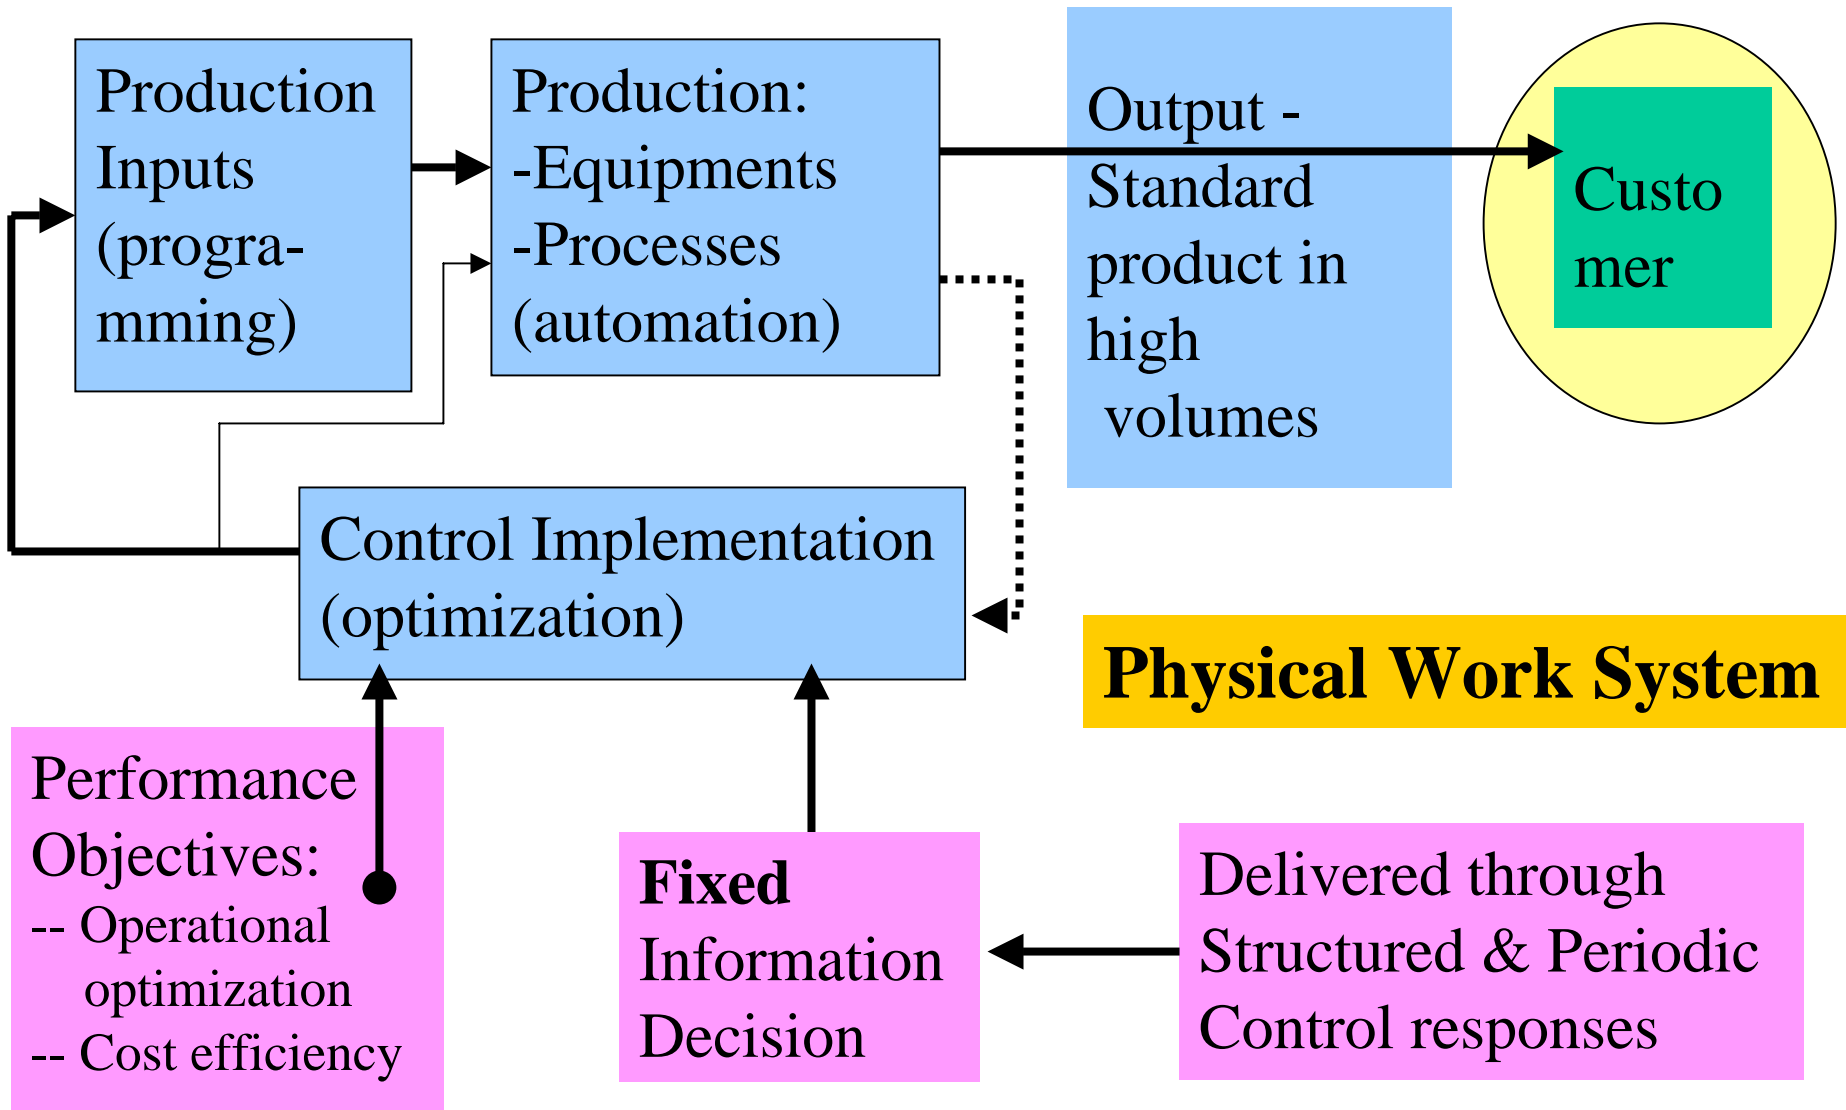 Production
Inputs
(progra-
mming)
Production:
-Equipments
-Processes
(automation)
Output -
Standard
product in
high
volumes
Custo
mer
Control Implementation
(optimization)
Physical Work System
Performance
Objectives:
-- Operational
optimization
-- Cost efficiency
Fixed
Information
Decision
Delivered through
Structured & Periodic
Control responses